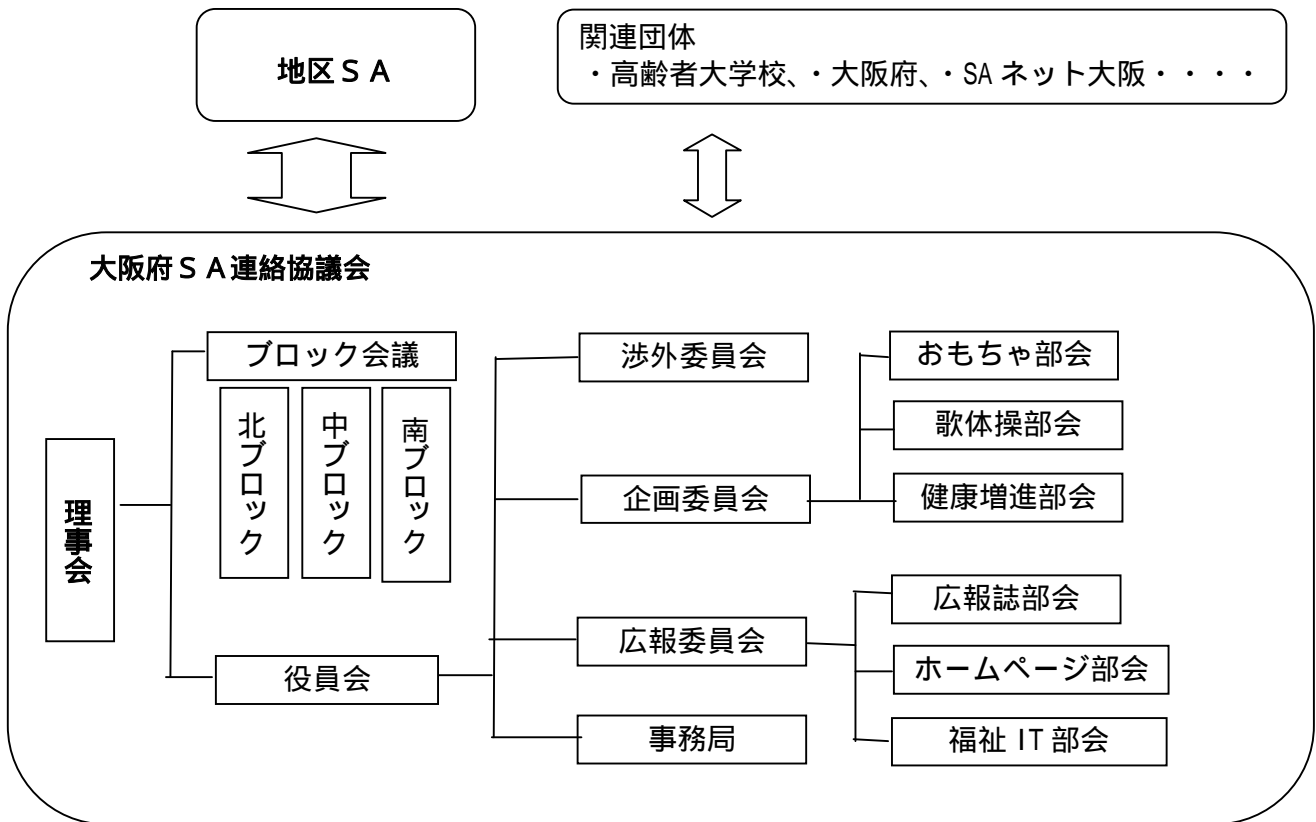 地区ＳＡ
関連団体
・高齢者大学校、・大阪府、・SAネット大阪・・・・
大阪府ＳＡ連絡協議会
理事会
ブロック会議
北ブロック
中ブロック
南ブロック
役員会
渉外委員会
企画委員会
広報委員会
事務局
おもちゃ部会
歌体操部会
健康増進部会
広報誌部会
ホームページ部会
福祉IT部会